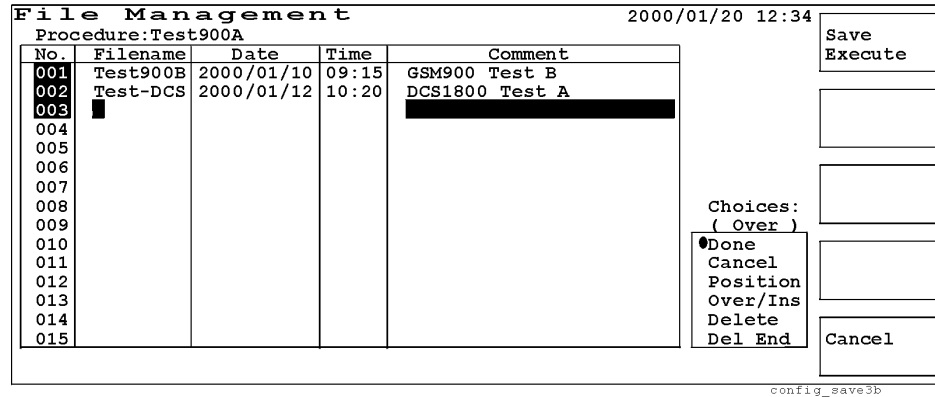 File Management 2000/01/20 12:34
Procedure:Test900A
No. Filename Date Time Comment
001 Test900B 2000/01/10 09:15 GSM900 Test B
002 Test-DCS 2000/01/12 10:20 DCS1800 Test A
003
004
005
006
007
008
009
010
011
012
013
014
015
Choices:
( Over )
Done
Cancel
Position
Over/Ins
Delete
Del End
Save
Execute
Cancel
config_save3b